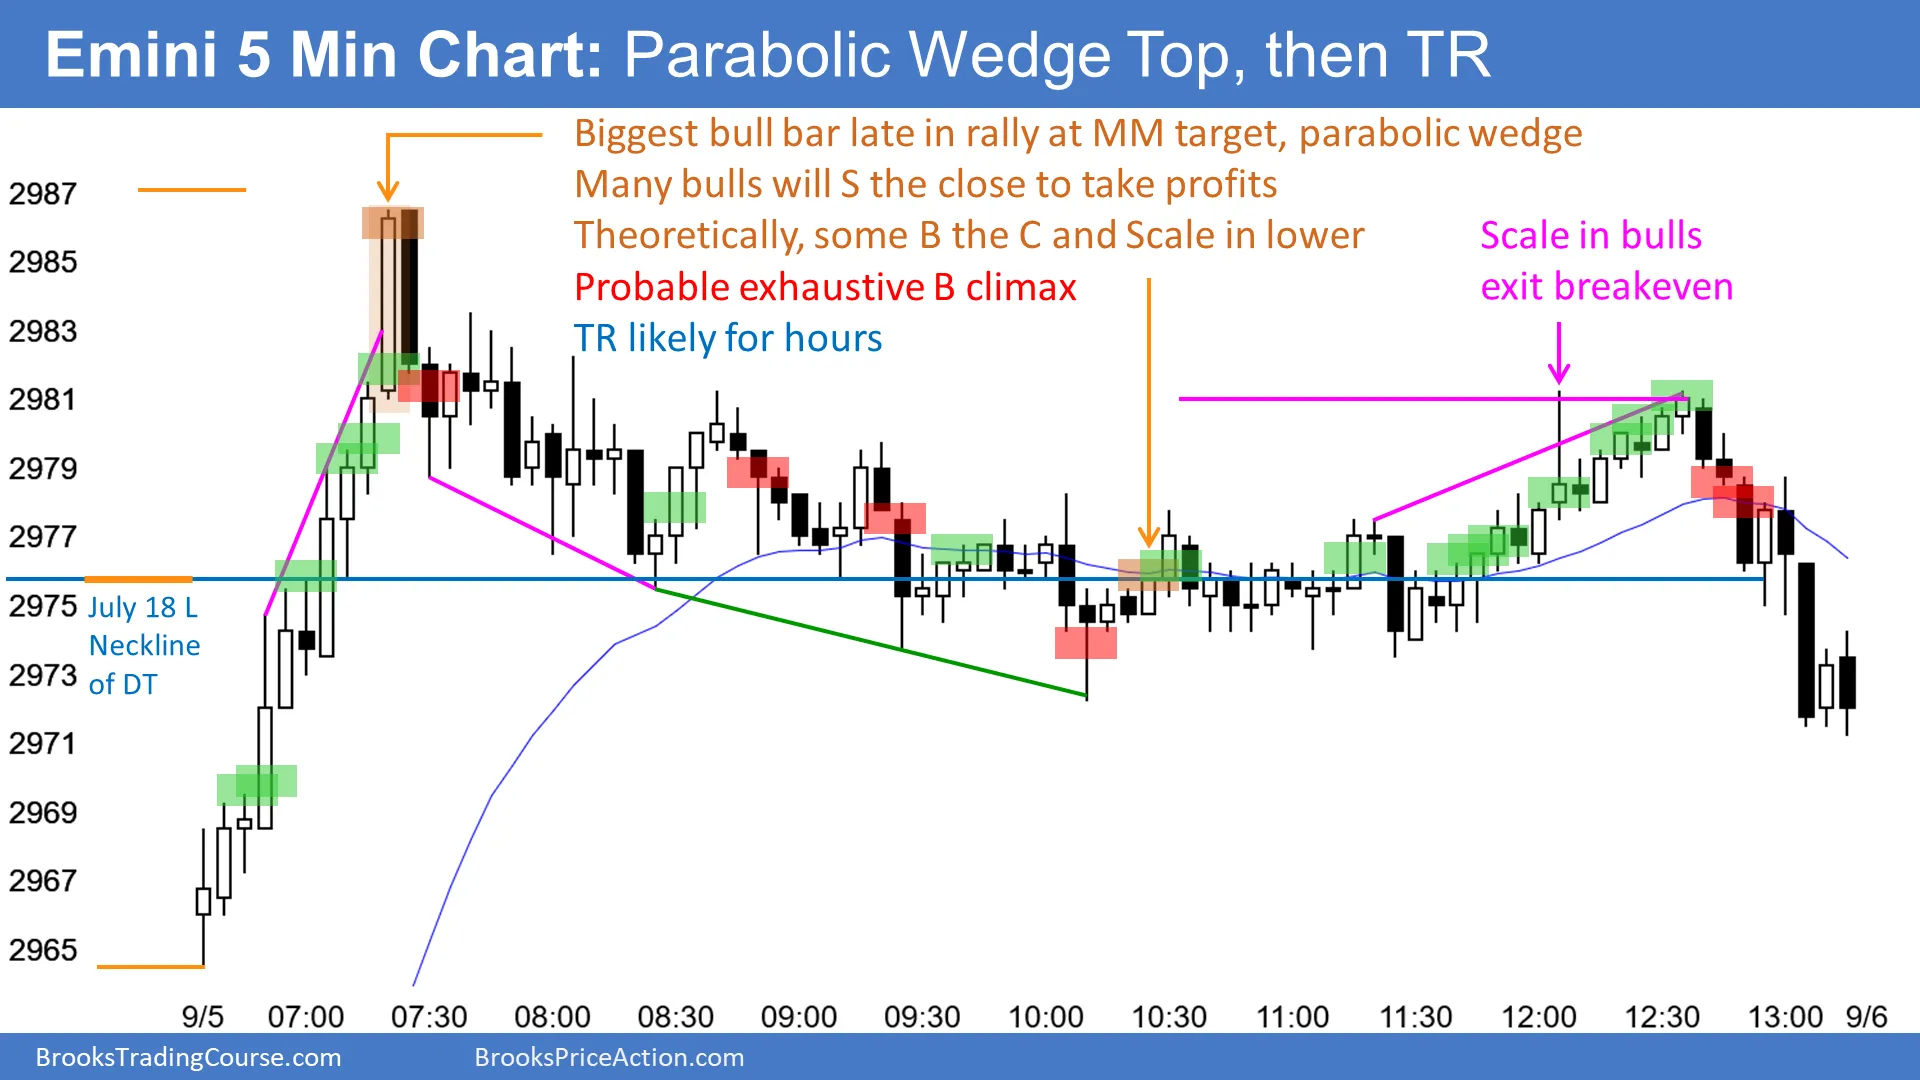 Emini 5 Min Chart: Parabolic Wedge Top, then TR
Biggest bull bar late in rally at MM target, parabolic wedge
Many bulls will S the close to take profits
Theoretically, some B the C and Scale in lower
Probable exhaustive B climax
TR likely for hours
Scale in bulls
exit breakeven
2987
2985
2983
2981
2979
2977
2975
July 18 L
Neckline
of DT
2973
2971
2969
2967
2965
9/5 07:00 07:30 08:00 08:30 09:00 09:30 10:00 10:30 11:00 11:30 12:00 12:30 13:00 9/6
BrooksTradingCourse.com BrooksPriceAction.com